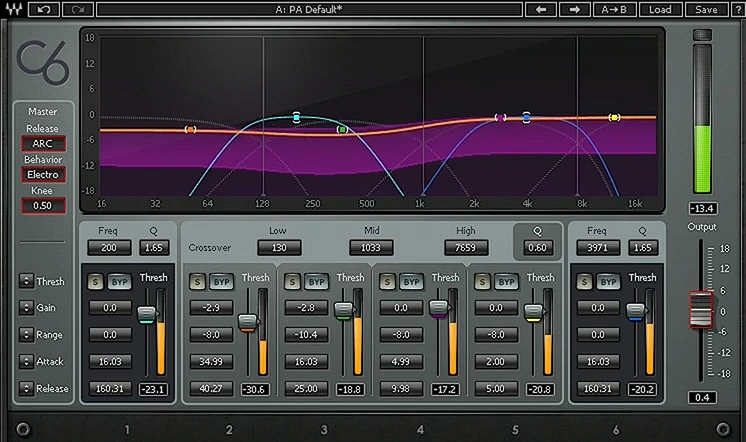 A: PA Default*
A→B
Load
Save
?
C6
18
12
6
0
-6
-12
-18
16 32 64 128 250 500 1k 2k 4k 8k 16k
Master
Release
ARC
Behavior
Electro
Knee
0.50
Thresh
Gain
Range
Attack
Release
Freq Q
200 1.65
Crossover
Low Mid High Q
130 1033 7659 0.60
Freq Q
3971 1.65
S BYP Thresh S BYP Thresh S BYP Thresh S BYP Thresh S BYP Thresh S BYP Thresh
0.0 -2.9 -2.8 0.0 0.0 0.0
0.0 -8.0 -10.4 -8.0 -8.0 0.0
16.03 34.99 16.03 4.99 2.00 16.03
160.31 -23.1 40.27 -30.6 25.00 -18.8 9.98 -17.2 5.00 -20.8 160.31 -20.2
-13.4
Output
18
12
6
0
-6
-12
-18
0.4
1 2 3 4 5 6